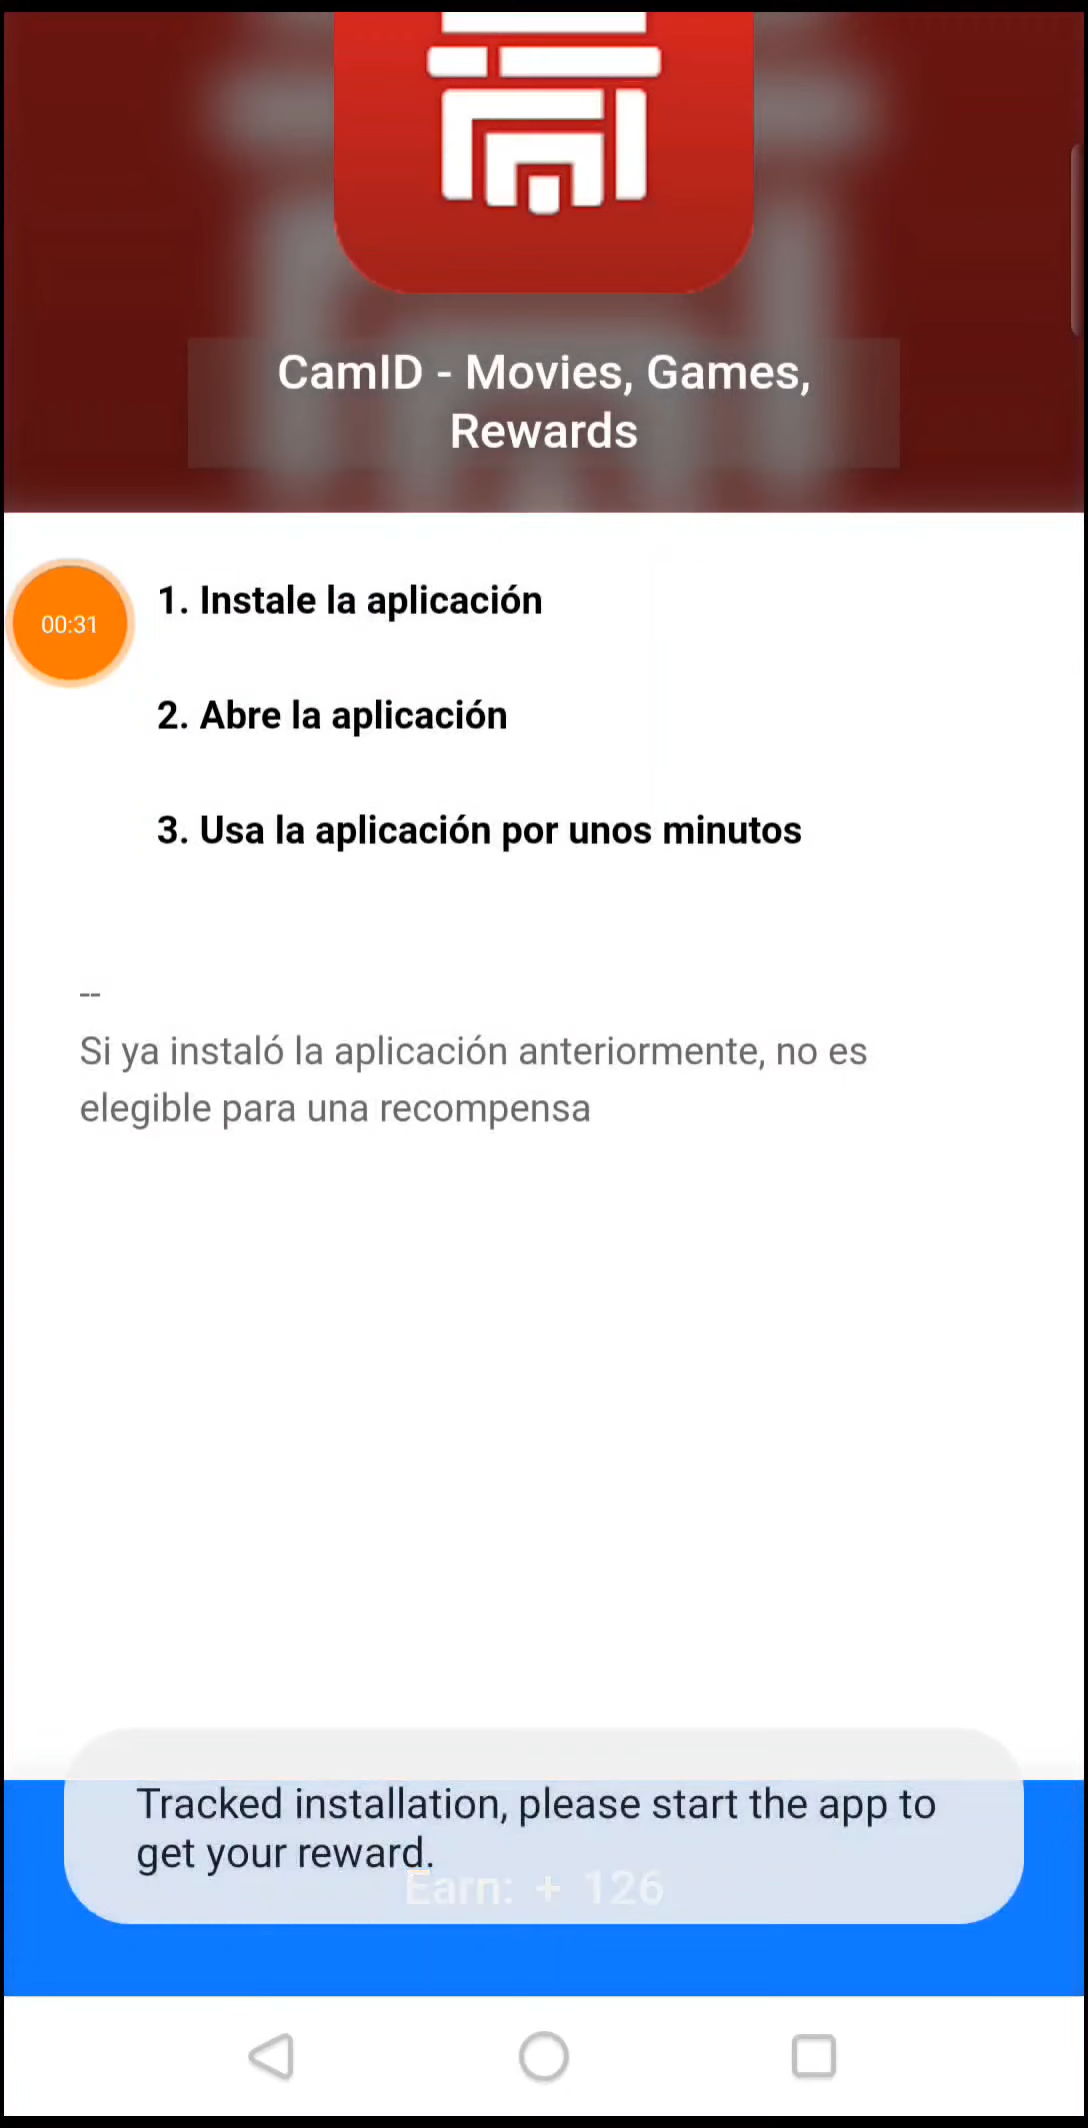 CamID - Movies, Games,
Rewards
00:31
1. Instale la aplicación
2. Abre la aplicación
3. Usa la aplicación por unos minutos
--
Si ya instaló la aplicación anteriormente, no es
elegible para una recompensa
Tracked installation, please start the app to
get your reward.
Earn: + 126